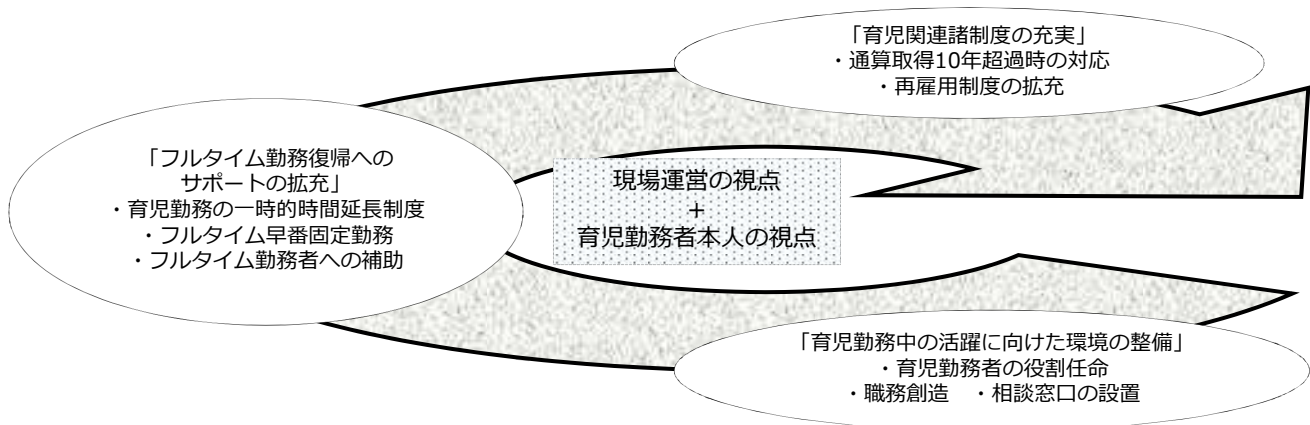 「育児関連諸制度の充実」
・通算取得10年超過時の対応
・再雇用制度の拡充
「フルタイム勤務復帰への
サポートの拡充」
・育児勤務の一時的時間延長制度
・フルタイム早番固定勤務
・フルタイム勤務者への補助
現場運営の視点
+
育児勤務者本人の視点
「育児勤務中の活躍に向けた環境の整備」
・育児勤務者の役割任命
・職務創造　・相談窓口の設置